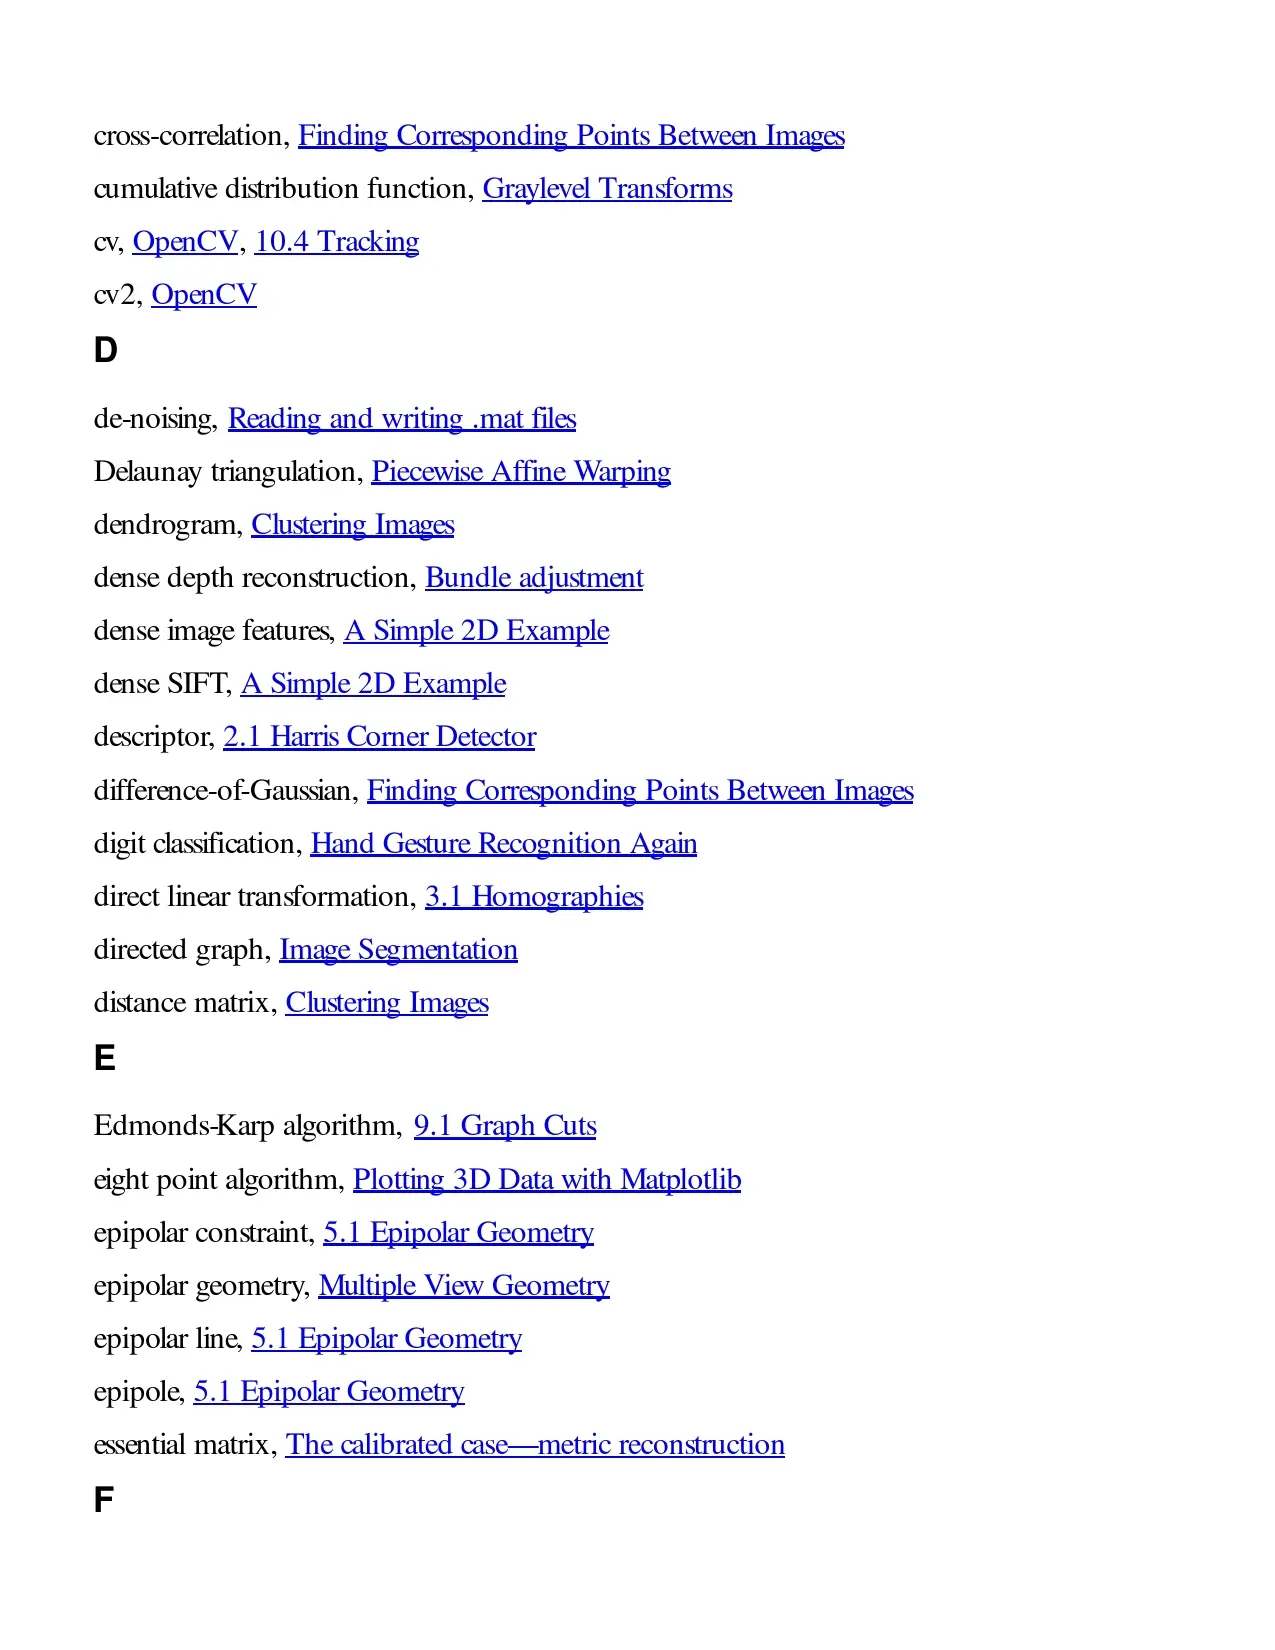 cross-correlation, Finding Corresponding Points Between Images
cumulative distribution function, Graylevel Transforms
cv, OpenCV, 10.4 Tracking
cv2, OpenCV
D
de-noising, Reading and writing .mat files
Delaunay triangulation, Piecewise Affine Warping
dendrogram, Clustering Images
dense depth reconstruction, Bundle adjustment
dense image features, A Simple 2D Example
dense SIFT, A Simple 2D Example
descriptor, 2.1 Harris Corner Detector
difference-of-Gaussian, Finding Corresponding Points Between Images
digit classification, Hand Gesture Recognition Again
direct linear transformation, 3.1 Homographies
directed graph, Image Segmentation
distance matrix, Clustering Images
E
Edmonds-Karp algorithm, 9.1 Graph Cuts
eight point algorithm, Plotting 3D Data with Matplotlib
epipolar constraint, 5.1 Epipolar Geometry
epipolar geometry, Multiple View Geometry
epipolar line, 5.1 Epipolar Geometry
epipole, 5.1 Epipolar Geometry
essential matrix, The calibrated case—metric reconstruction
F